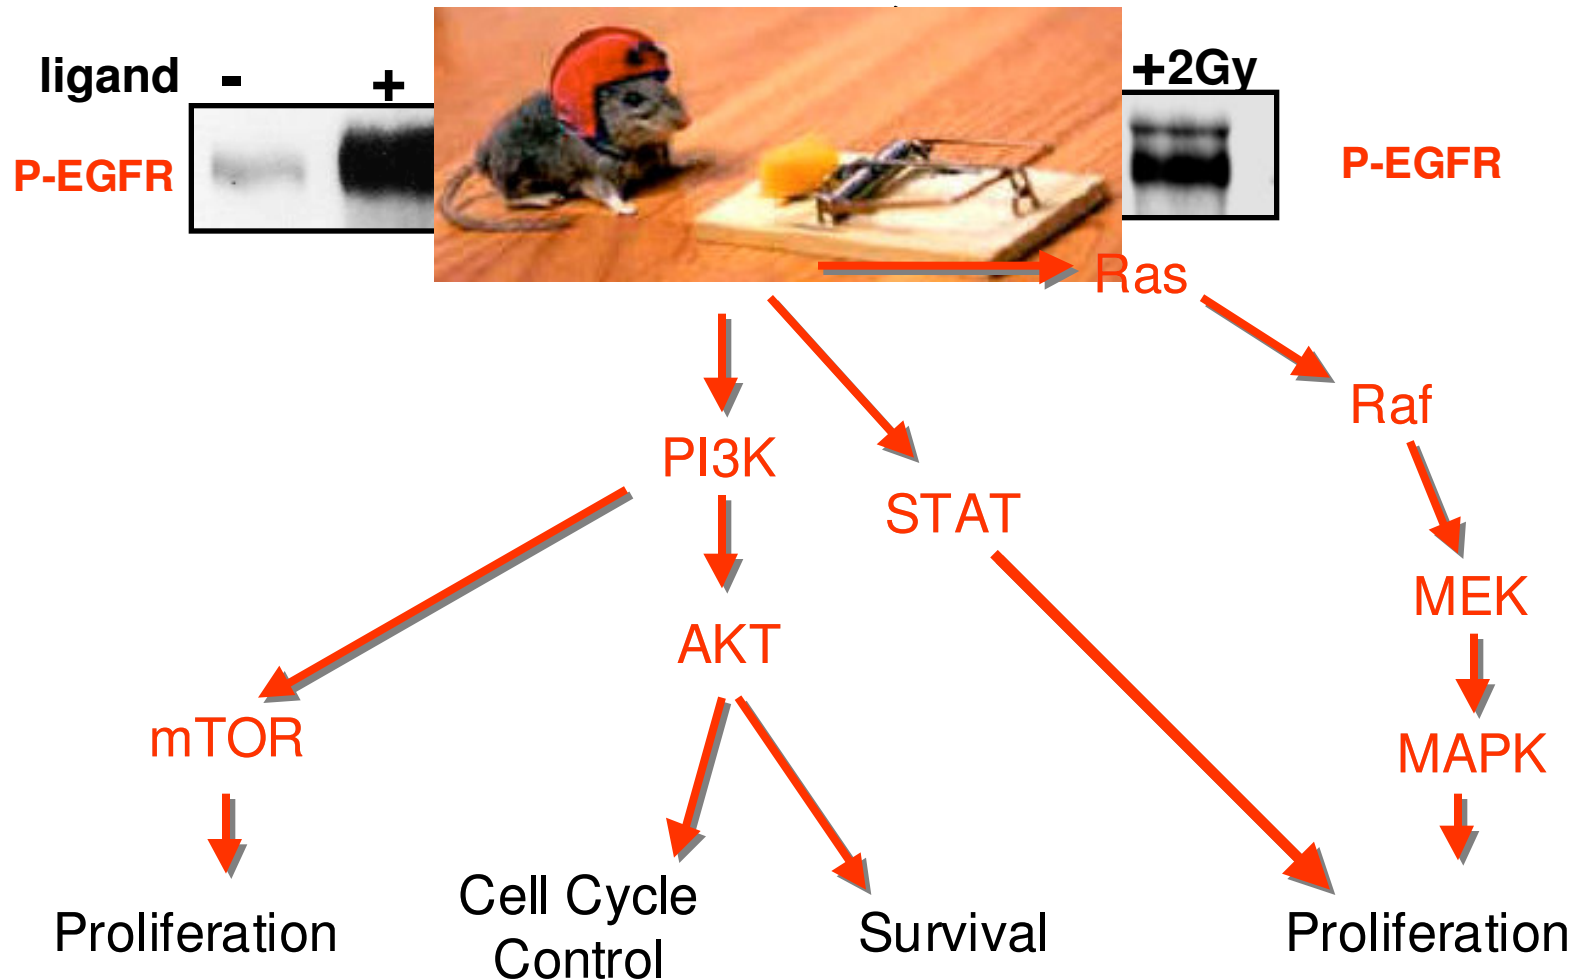 ligand - +
+2Gy
P-EGFR
P-EGFR
Ras
Raf
PI3K
STAT
MEK
AKT
mTOR
MAPK
Cell Cycle
Control
Proliferation
Survival
Proliferation